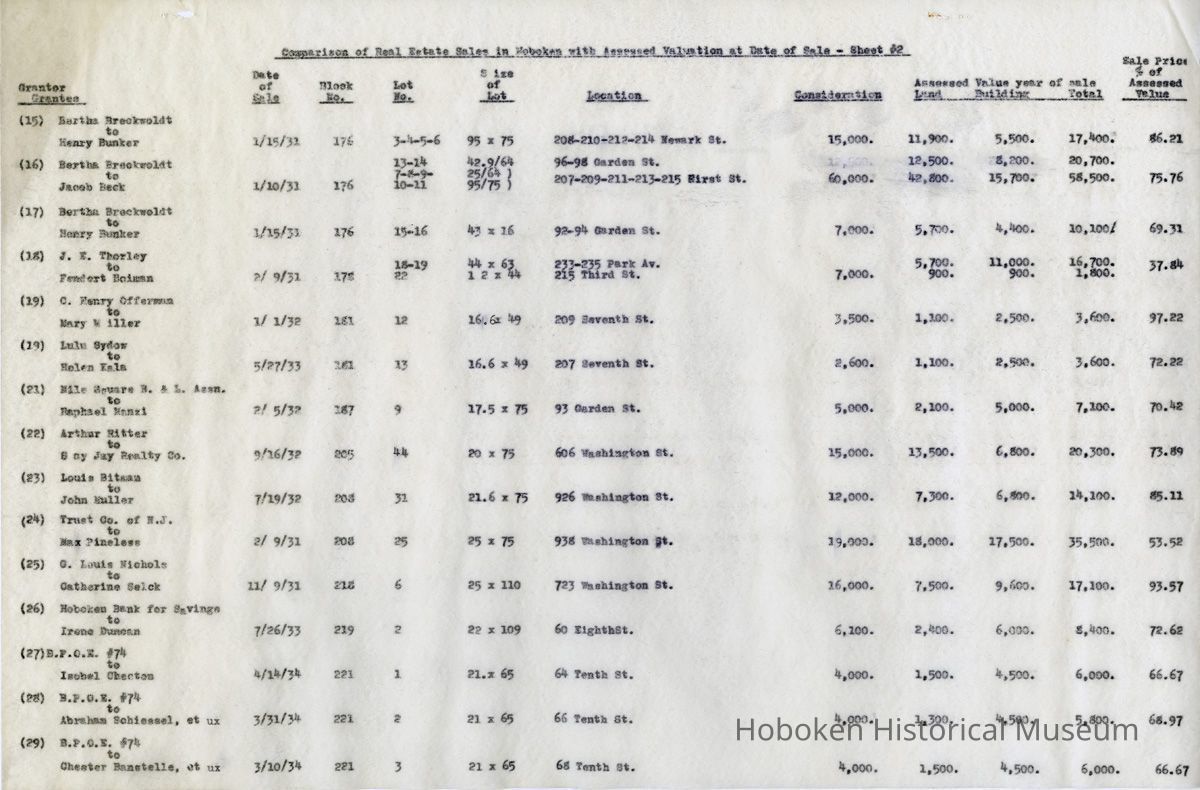 Comparison of Real Estate Sales in Hoboken with Assessed Valuation at Date of Sale - Sheet #2
Grantor Grantee Date of Sale Block No. Lot No. Size of Lot Location Consideration Assessed Value year of sale Land Building Total Sale Price % of Assessed Value
(15) Bertha Breckwoldt
to
Henry Bunker 1/15/31 176 3-4-5-6 95 x 75 208-210-212-214 Newark St. 15,000. 11,900. 5,500. 17,400. 86.21
(16) Bertha Breckwoldt 13-14 42.9/64 96-98 Garden St. 12,500. 8,200. 20,700.
to 7-8-9- 25/64 ) 207-209-211-213-215 First St. 60,000. 42,800. 15,700. 58,500. 75.76
Jacob Beck 1/10/31 176 10-11 95/75 )
(17) Bertha Breckwoldt
to
Henry Bunker 1/15/31 176 15-16 43 x 16 92-94 Garden St. 7,000. 5,700. 4,400. 10,100/ 69.31
(18) J. E. Thorley
to 18-19 44 x 63 233-235 Park Av. 5,700. 11,000. 16,700. 37.84
Fendert Boiman 2/ 9/31 178 22 1 2 x 44 215 Third St. 7,000. 900. 900. 1,800.
(19) C. Henry Offerman
to
Mary M iller 1/ 1/32 181 12 16.6x 49 209 Seventh St. 3,500. 1,100. 2,500. 3,600. 97.22
(19) Lulu Sydow
to
Helen Kala 5/27/33 181 13 16.6 x 49 207 Seventh St. 2,600. 1,100. 2,500. 3,600. 72.22
(21) Mile Square B. & L. Assn.
to
Raphael Manzi 2/ 5/32 187 9 17.5 x 75 93 Garden St. 5,000. 2,100. 5,000. 7,100. 70.42
(22) Arthur Ritter
to
S ey Jay Realty Co. 9/16/32 205 44 20 x 75 606 Washington St. 15,000. 13,500. 6,800. 20,300. 73.89
(23) Louis Bitman
to
John Muller 7/19/32 208 31 21.6 x 75 926 Washington St. 12,000. 7,300. 6,800. 14,100. 85.11
(24) Trust Co. of N.J.
to
Max Pineless 2/ 9/31 208 25 25 x 75 938 Washington St. 19,000. 18,000. 17,500. 35,500. 53.52
(25) G. Louis Nichols
to
Catherine Selck 11/ 9/31 218 6 25 x 110 723 Washington St. 16,000. 7,500. 9,600. 17,100. 93.57
(26) Hoboken Bank for Savings
to
Irene Duncan 7/26/33 219 2 22 x 109 60 EighthSt. 6,100. 2,400. 6,000. 8,400. 72.62
(27)B.P.O.E. #74
to
Isobel Cheston 4/14/34 221 1 21.x 65 64 Tenth St. 4,000. 1,500. 4,500. 6,000. 66.67
(28) B.P.O.E. #74
to
Abraham Schiessel, et ux 3/31/34 221 2 21 x 65 66 Tenth St. 4,000. 1,300. 4,500. 5,800. 68.97
(29) B.P.O.E. #74
to
Chester Banetelle, et ux 3/10/34 221 3 21 x 65 68 Tenth St. 4,000. 1,500. 4,500. 6,000. 66.67
Hoboken Historical Museum